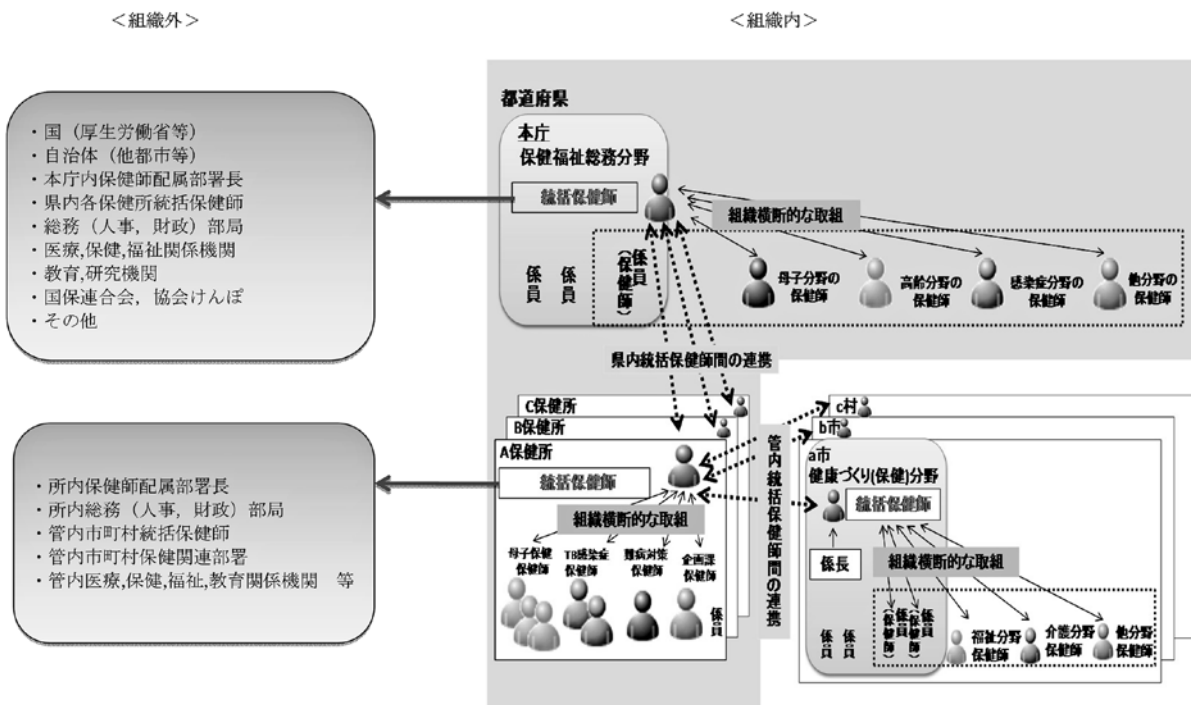 ＜組織外＞
＜組織内＞
・国（厚生労働省等）
・自治体（他都市等）
・本庁内保健師配属部署長
・県内各保健所統括保健師
・総務（人事，財政）部局
・医療,保健,福祉関係機関
・教育,研究機関
・国保連合会，協会けんぽ
・その他
・所内保健師配属部署長
・所内総務（人事，財政）部局
・管内市町村統括保健師
・管内市町村保健関連部署
・管内医療,保健,福祉,教育関係機関　等
都道府県
本庁
保健福祉総務分野
統括保健師
組織横断的な取組
係員
係員
係員
（保健師）
母子分野の
保健師
高齢分野の
保健師
感染症分野の
保健師
他分野の
保健師
県内統括保健師間の連携
C保健所
B保健所
A保健所
統括保健師
組織横断的な取組
母子保健
保健師
TB感染症
保健師
難病対策
保健師
企画課
保健師
係員
管内統括保健師間の連携
c村
b市
a市
健康づくり(保健)分野
統括保健師
係長
組織横断的な取組
係員
係員
係員
（保健師）
係員
（保健師）
福祉分野
保健師
介護分野
保健師
他分野
保健師